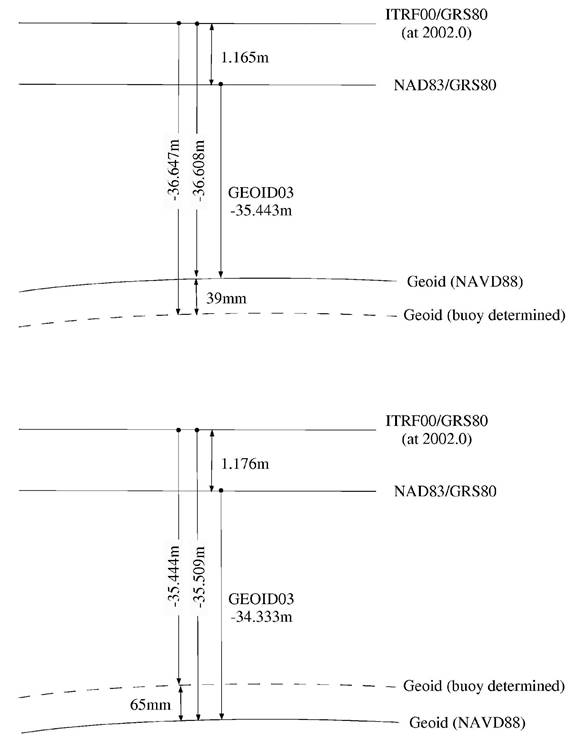 ITRF00/GRS80
(at 2002.0)
1.165m
NAD83/GRS80
-36.647m
-36.608m
GEOID03
-35.443m
Geoid (NAVD88)
39mm
Geoid (buoy determined)
ITRF00/GRS80
(at 2002.0)
1.176m
NAD83/GRS80
-35.444m
-35.509m
GEOID03
-34.333m
Geoid (buoy determined)
65mm
Geoid (NAVD88)